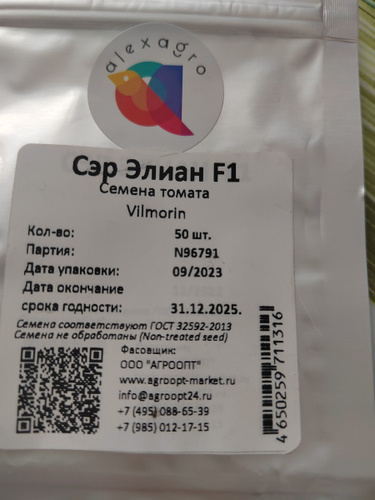 alexagro
Сэр Элиан F1
Семена томата
Vilmorin
Кол-во: 50 шт.
Партия: N96791
Дата упаковки: 09/2023
Дата окончание
срока годности: 31.12.2025.
Семена соответствуют ГОСТ 32592-2013
Семена не обработаны (Non-treated seed)
Фасовщик:
ООО "АГРООПТ"
www.agroopt-market.ru
info@agroopt24.ru
+7 (495) 088-65-39
+7 (985) 012-17-15
4 650259 711316